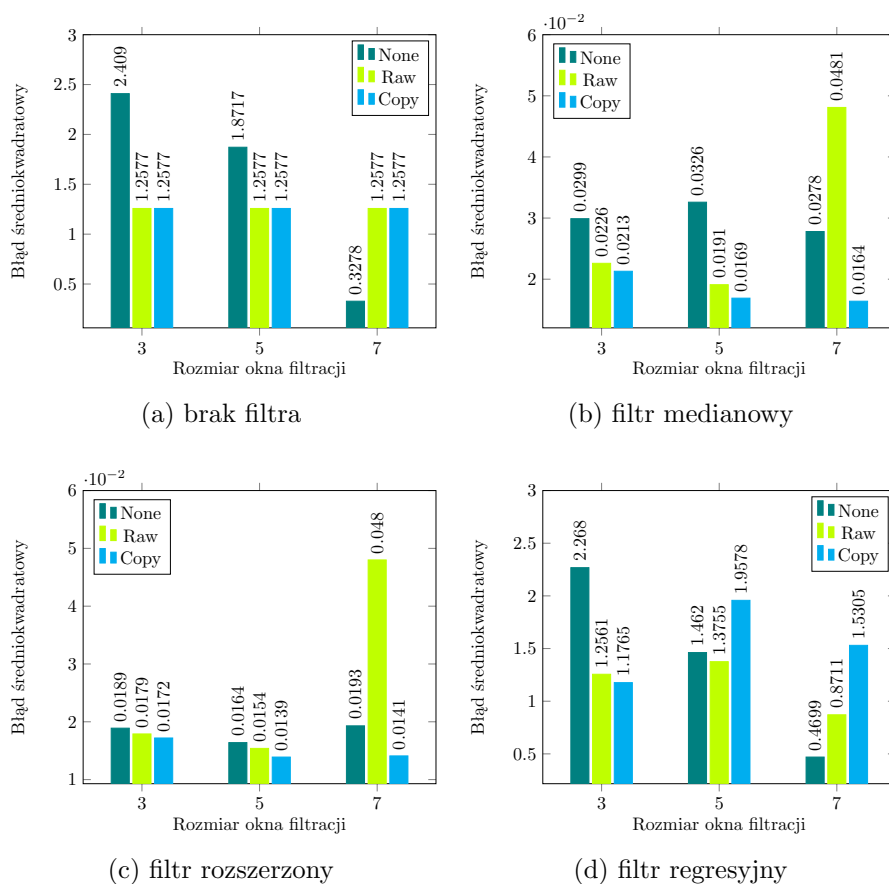 3
2.5
2
1.5
1
0.5
Błąd średniokwadratowy
2.409
1.2577
1.2577
1.8717
1.2577
1.2577
0.3278
1.2577
1.2577
None
Raw
Copy
3 5 7
Rozmiar okna filtracji
(a) brak filtra
·10−2
6
4
3
2
Błąd średniokwadratowy
0.0299
0.0226
0.0213
0.0326
0.0191
0.0169
0.0278
0.0481
0.0164
None
Raw
Copy
3 5 7
Rozmiar okna filtracji
(b) filtr medianowy
·10−2
6
5
4
3
2
1
Błąd średniokwadratowy
0.0189
0.0179
0.0172
0.0164
0.0154
0.0139
0.0193
0.048
0.0141
None
Raw
Copy
3 5 7
Rozmiar okna filtracji
(c) filtr rozszerzony
3
2.5
2
1.5
1
0.5
Błąd średniokwadratowy
2.268
1.2561
1.1765
1.462
1.3755
1.9578
0.4699
0.8711
1.5305
None
Raw
Copy
3 5 7
Rozmiar okna filtracji
(d) filtr regresyjny